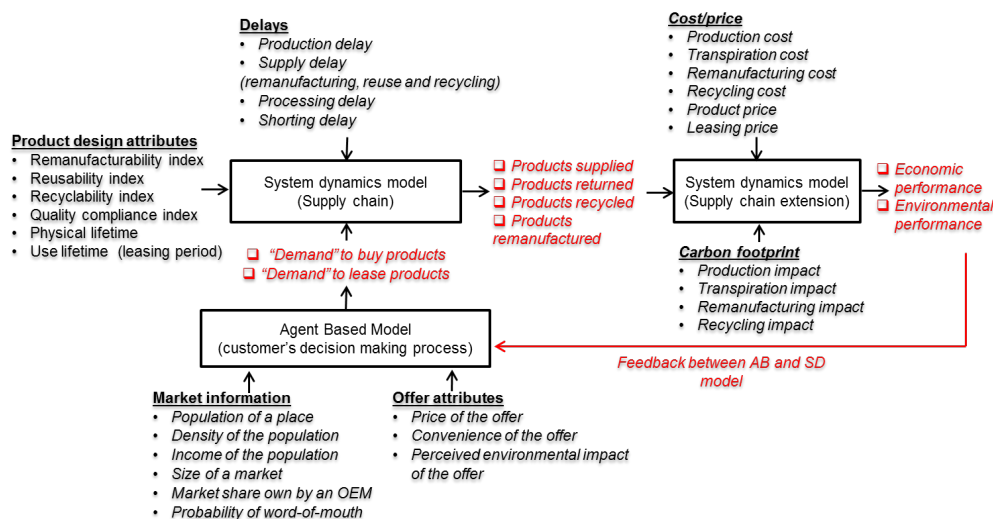 Delays
• Production delay
• Supply delay
(remanufacturing, reuse and recycling)
• Processing delay
• Shorting delay
Cost/price
• Production cost
• Transpiration cost
• Remanufacturing cost
• Recycling cost
• Product price
• Leasing price
Product design attributes
• Remanufacturability index
• Reusability index
• Recyclability index
• Quality compliance index
• Physical lifetime
• Use lifetime (leasing period)
System dynamics model
(Supply chain)
❑ Products supplied
❑ Products returned
❑ Products recycled
❑ Products
remanufactured
System dynamics model
(Supply chain extension)
❑ Economic
performance
❑ Environmental
performance
❑ “Demand” to buy products
❑ “Demand” to lease products
Carbon footprint
• Production impact
• Transpiration impact
• Remanufacturing impact
• Recycling impact
Agent Based Model
(customer’s decision making process)
Feedback between AB and SD
model
Market information
• Population of a place
• Density of the population
• Income of the population
• Size of a market
• Market share own by an OEM
• Probability of word-of-mouth
Offer attributes
• Price of the offer
• Convenience of the offer
• Perceived environmental impact
of the offer